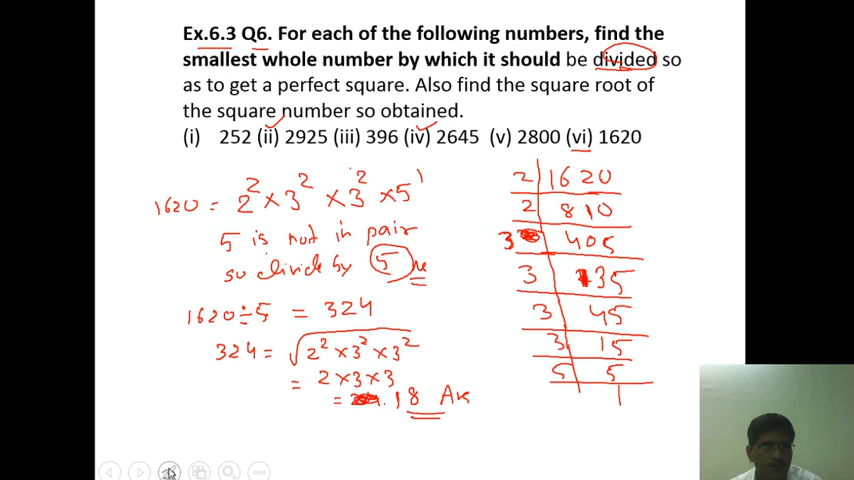 Ex.6.3 Q6. For each of the following numbers, find the
smallest whole number by which it should be divided so
as to get a perfect square. Also find the square root of
the square number so obtained.
(i) 252 (ii) 2925 (iii) 396 (iv) 2645 (v) 2800 (vi) 1620
1620 = 2² × 3² × 3² × 5¹
5 is not in pair
so divide by 5
1620 ÷ 5 = 324
324 = √2² × 3² × 3²
= 2 × 3 × 3
= 18 Ans
2 | 1620
2 | 810
3 | 405
3 | 135
3 | 45
3 | 15
5 | 5
1